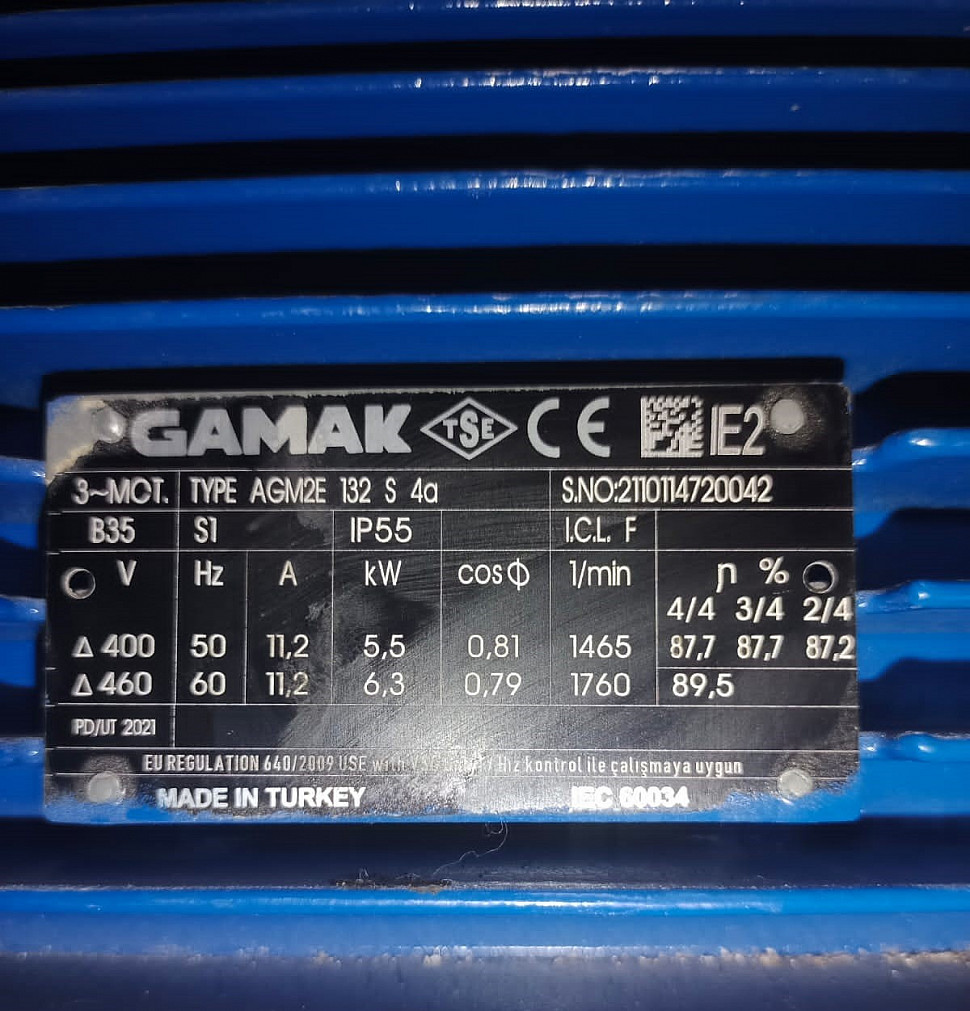 GAMAK TSE CE IE2
3~MOT. TYPE AGM2E 132 S 4a S.NO:2110114720042
B35 S1 IP55 I.C.L. F
V Hz A kW cosϕ 1/min η %
4/4 3/4 2/4
Δ 400 50 11,2 5,5 0,81 1465 87,7 87,7 87,2
Δ 460 60 11,2 6,3 0,79 1760 89,5
PD/UT 2021
EU REGULATION 640/2009 USE with / Hız kontrol ile çalışmaya uygun
MADE IN TURKEY IEC 60034